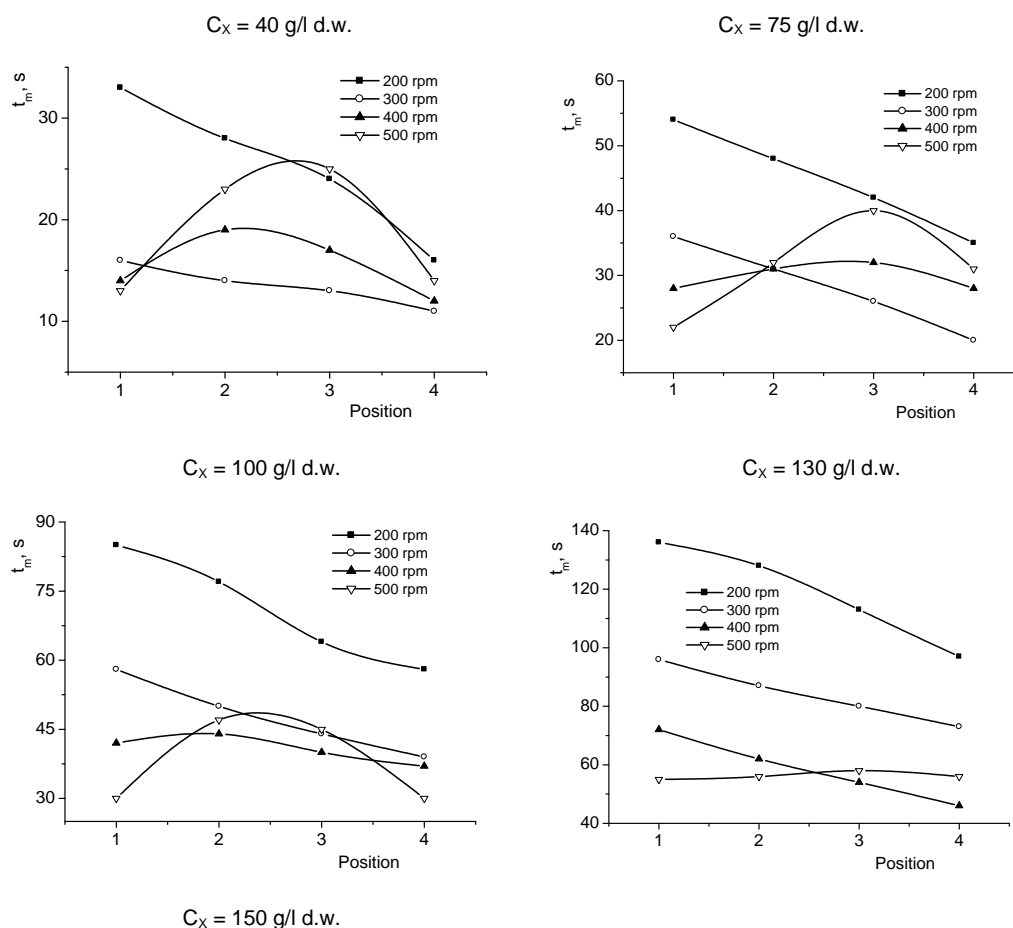 C_X = 40 g/l d.w.
t_m, s
200 rpm
300 rpm
400 rpm
500 rpm
30
20
10
1 2 3 4
Position
C_X = 75 g/l d.w.
t_m, s
200 rpm
300 rpm
400 rpm
500 rpm
60
50
40
30
20
1 2 3 4
Position
C_X = 100 g/l d.w.
t_m, s
200 rpm
300 rpm
400 rpm
500 rpm
90
75
60
45
30
1 2 3 4
Position
C_X = 130 g/l d.w.
t_m, s
200 rpm
300 rpm
400 rpm
500 rpm
140
120
100
80
60
40
1 2 3 4
Position
C_X = 150 g/l d.w.